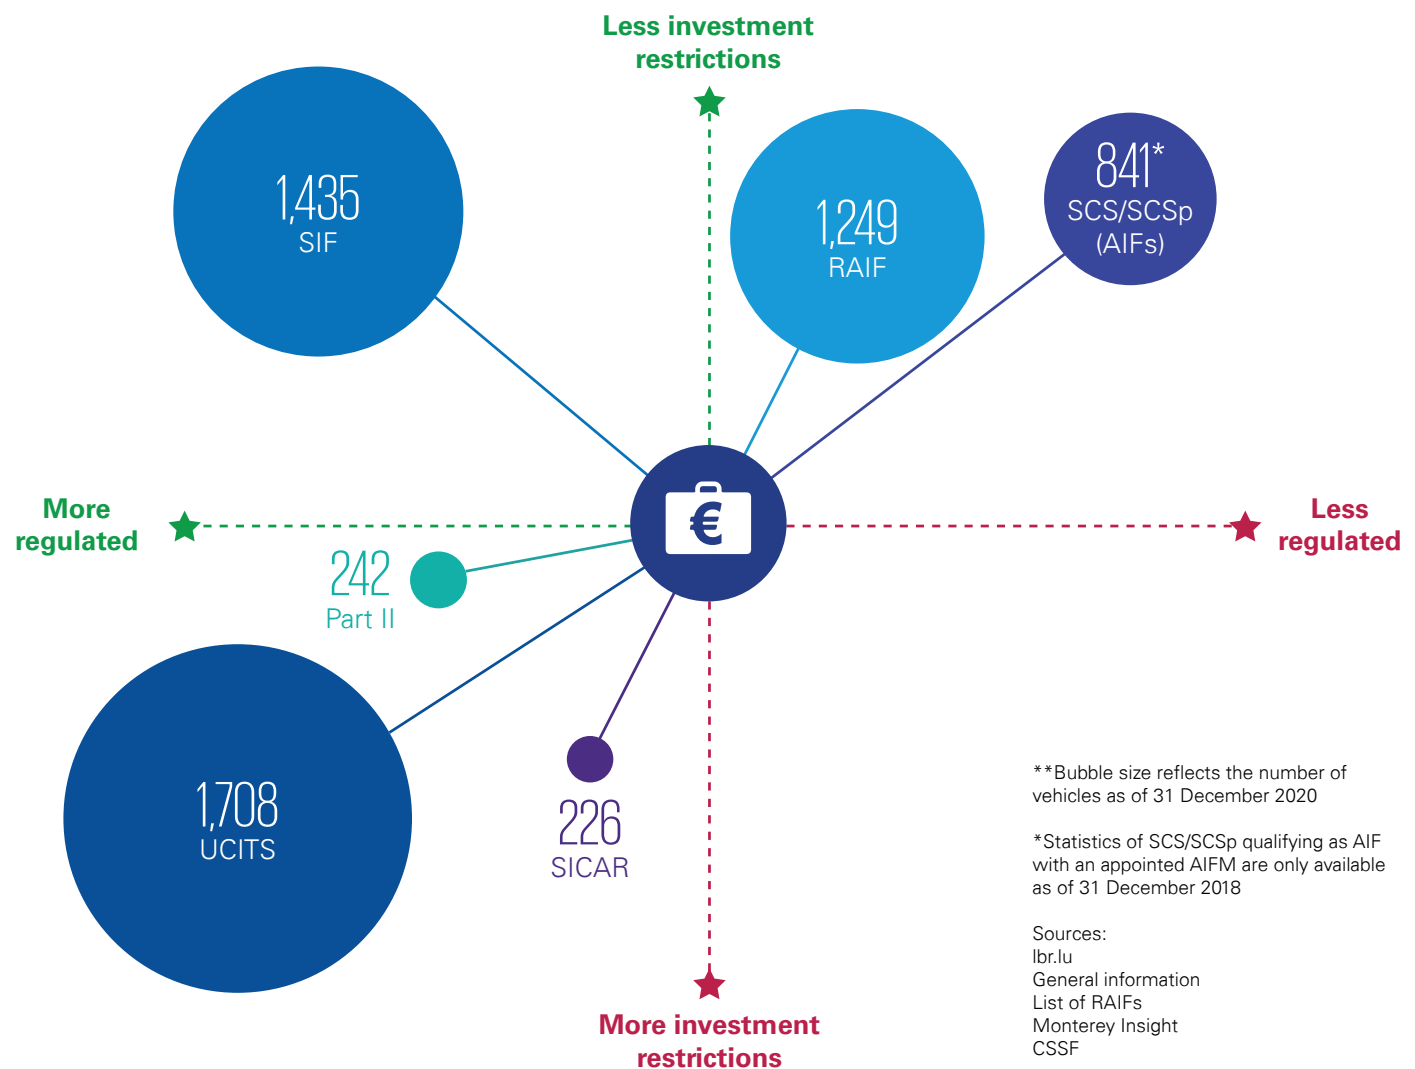 Less investment
restrictions
1,435
SIF
1,249
RAIF
841*
SCS/SCSp
(AIFs)
More
regulated
€
Less
regulated
242
Part II
1,708
UCITS
226
SICAR
More investment
restrictions
**Bubble size reflects the number of
vehicles as of 31 December 2020
*Statistics of SCS/SCSp qualifying as AIF
with an appointed AIFM are only available
as of 31 December 2018
Sources:
lbr.lu
General information
List of RAIFs
Monterey Insight
CSSF